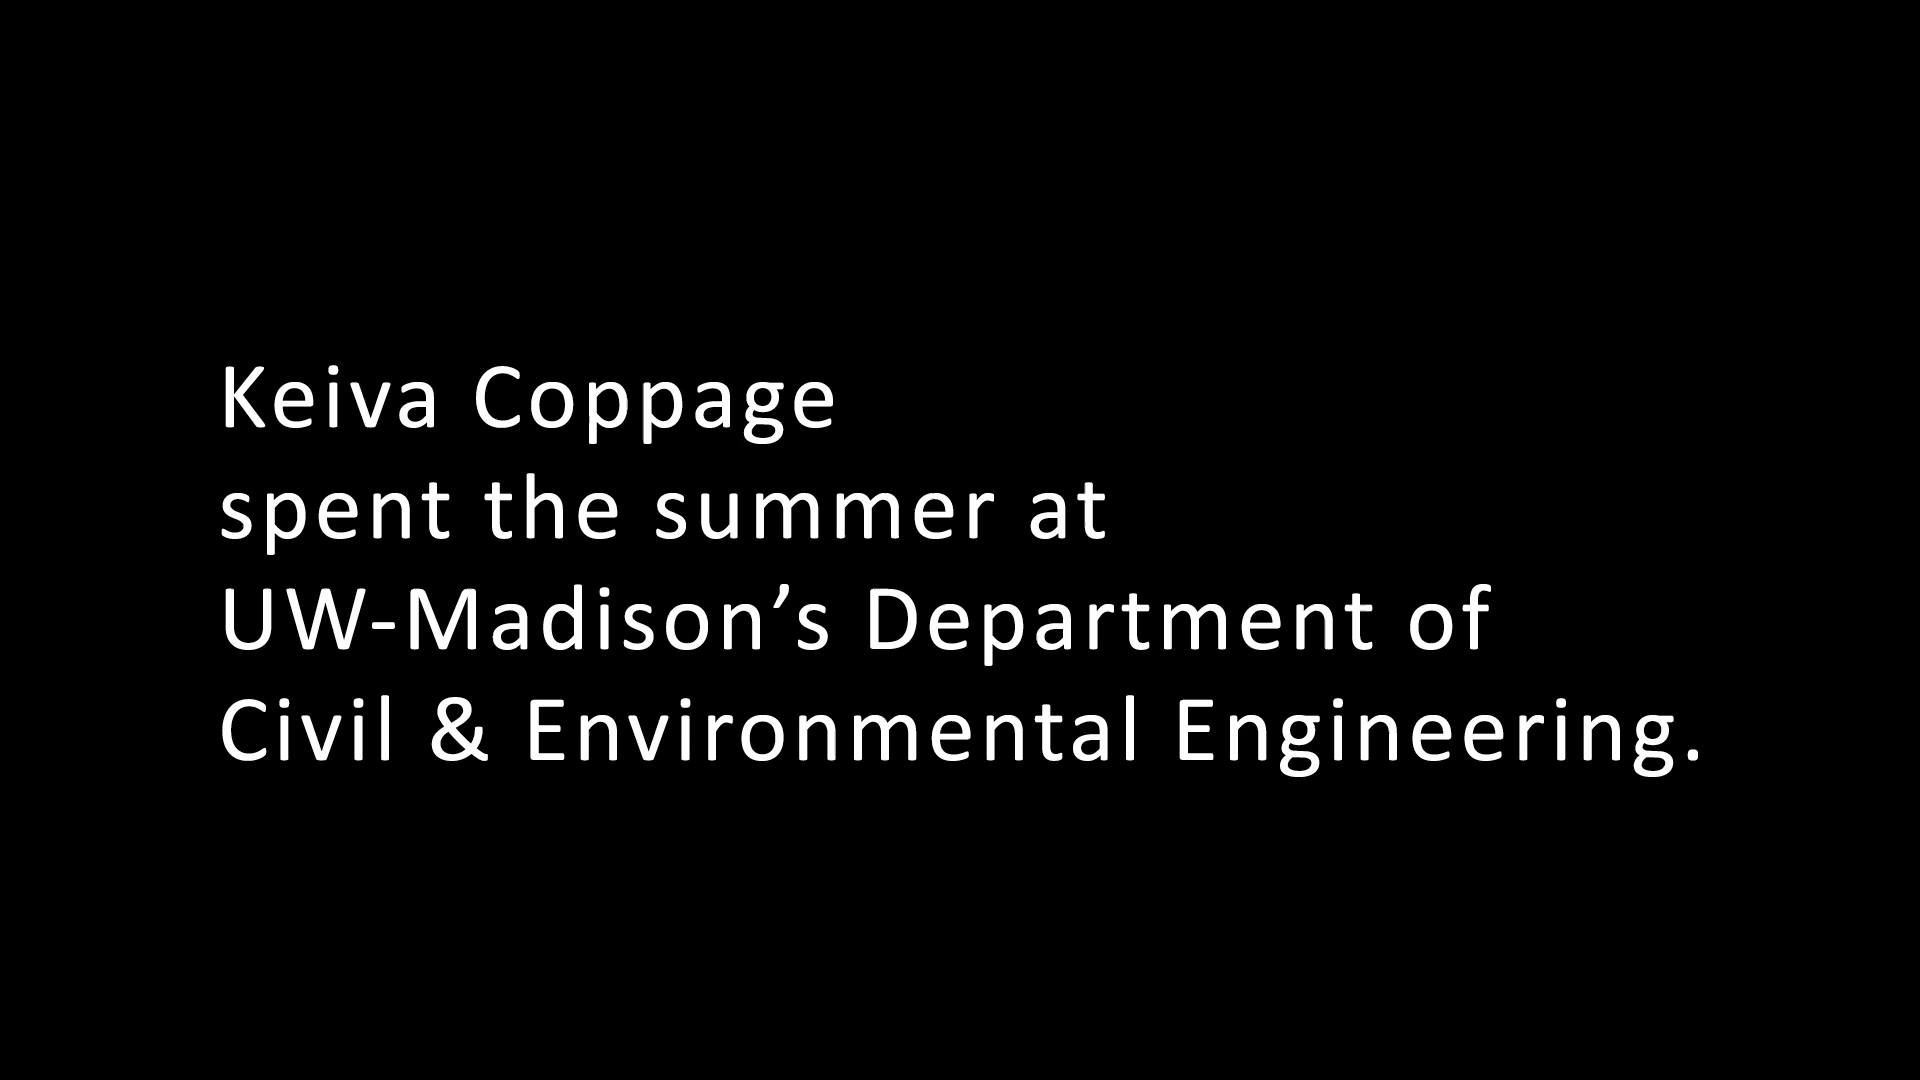 Keiva Coppage
spent the summer at
UW-Madison’s Department of
Civil & Environmental Engineering.